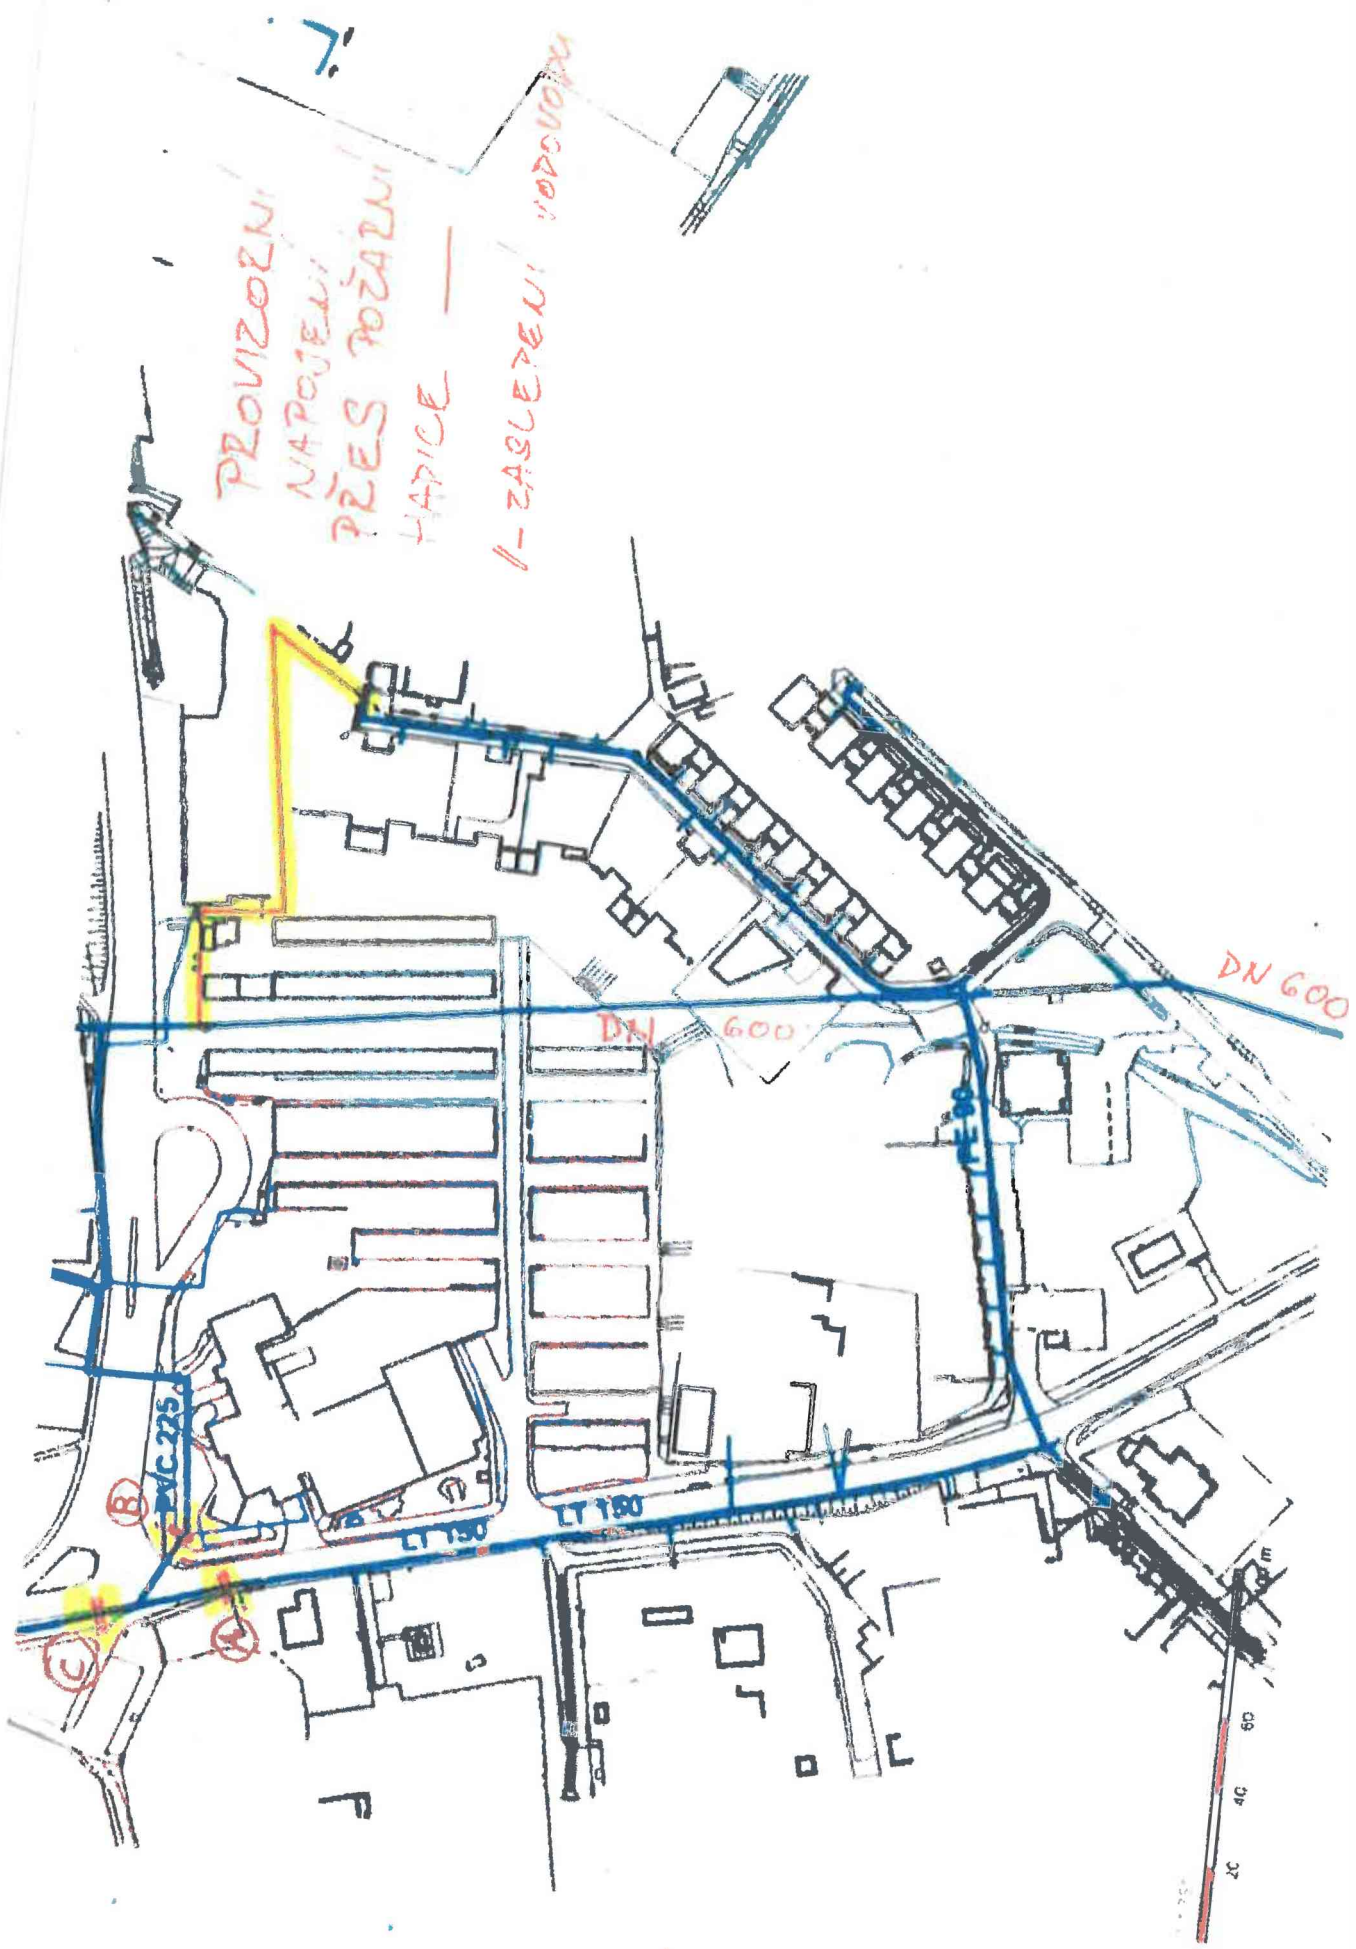 PROVIZORNÍ
NAPOJENÍ
PŘES POŽÁRNÍ
HADICE —
// - ZASLEPENÍ VODOVODU
DN 600
DN 600
PE 90
PVC 225
B
LT 150
LT 150
C
A
20
40
60